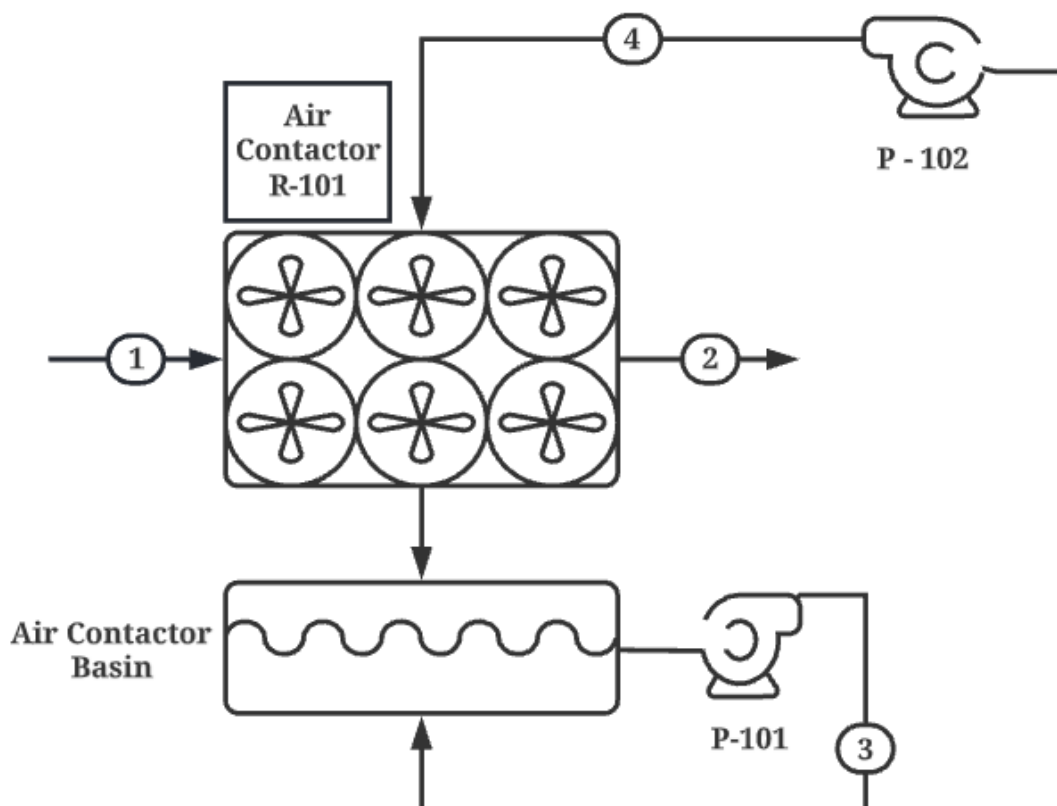 4
Air
Contactor
R-101
P - 102
1
2
Air Contactor
Basin
P-101
3